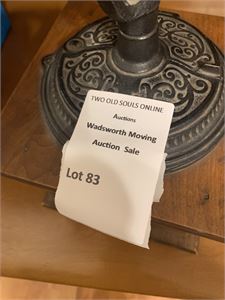 TWO OLD SOULS ONLINE
Auctions
Wadsworth Moving
Auction Sale
Lot 83